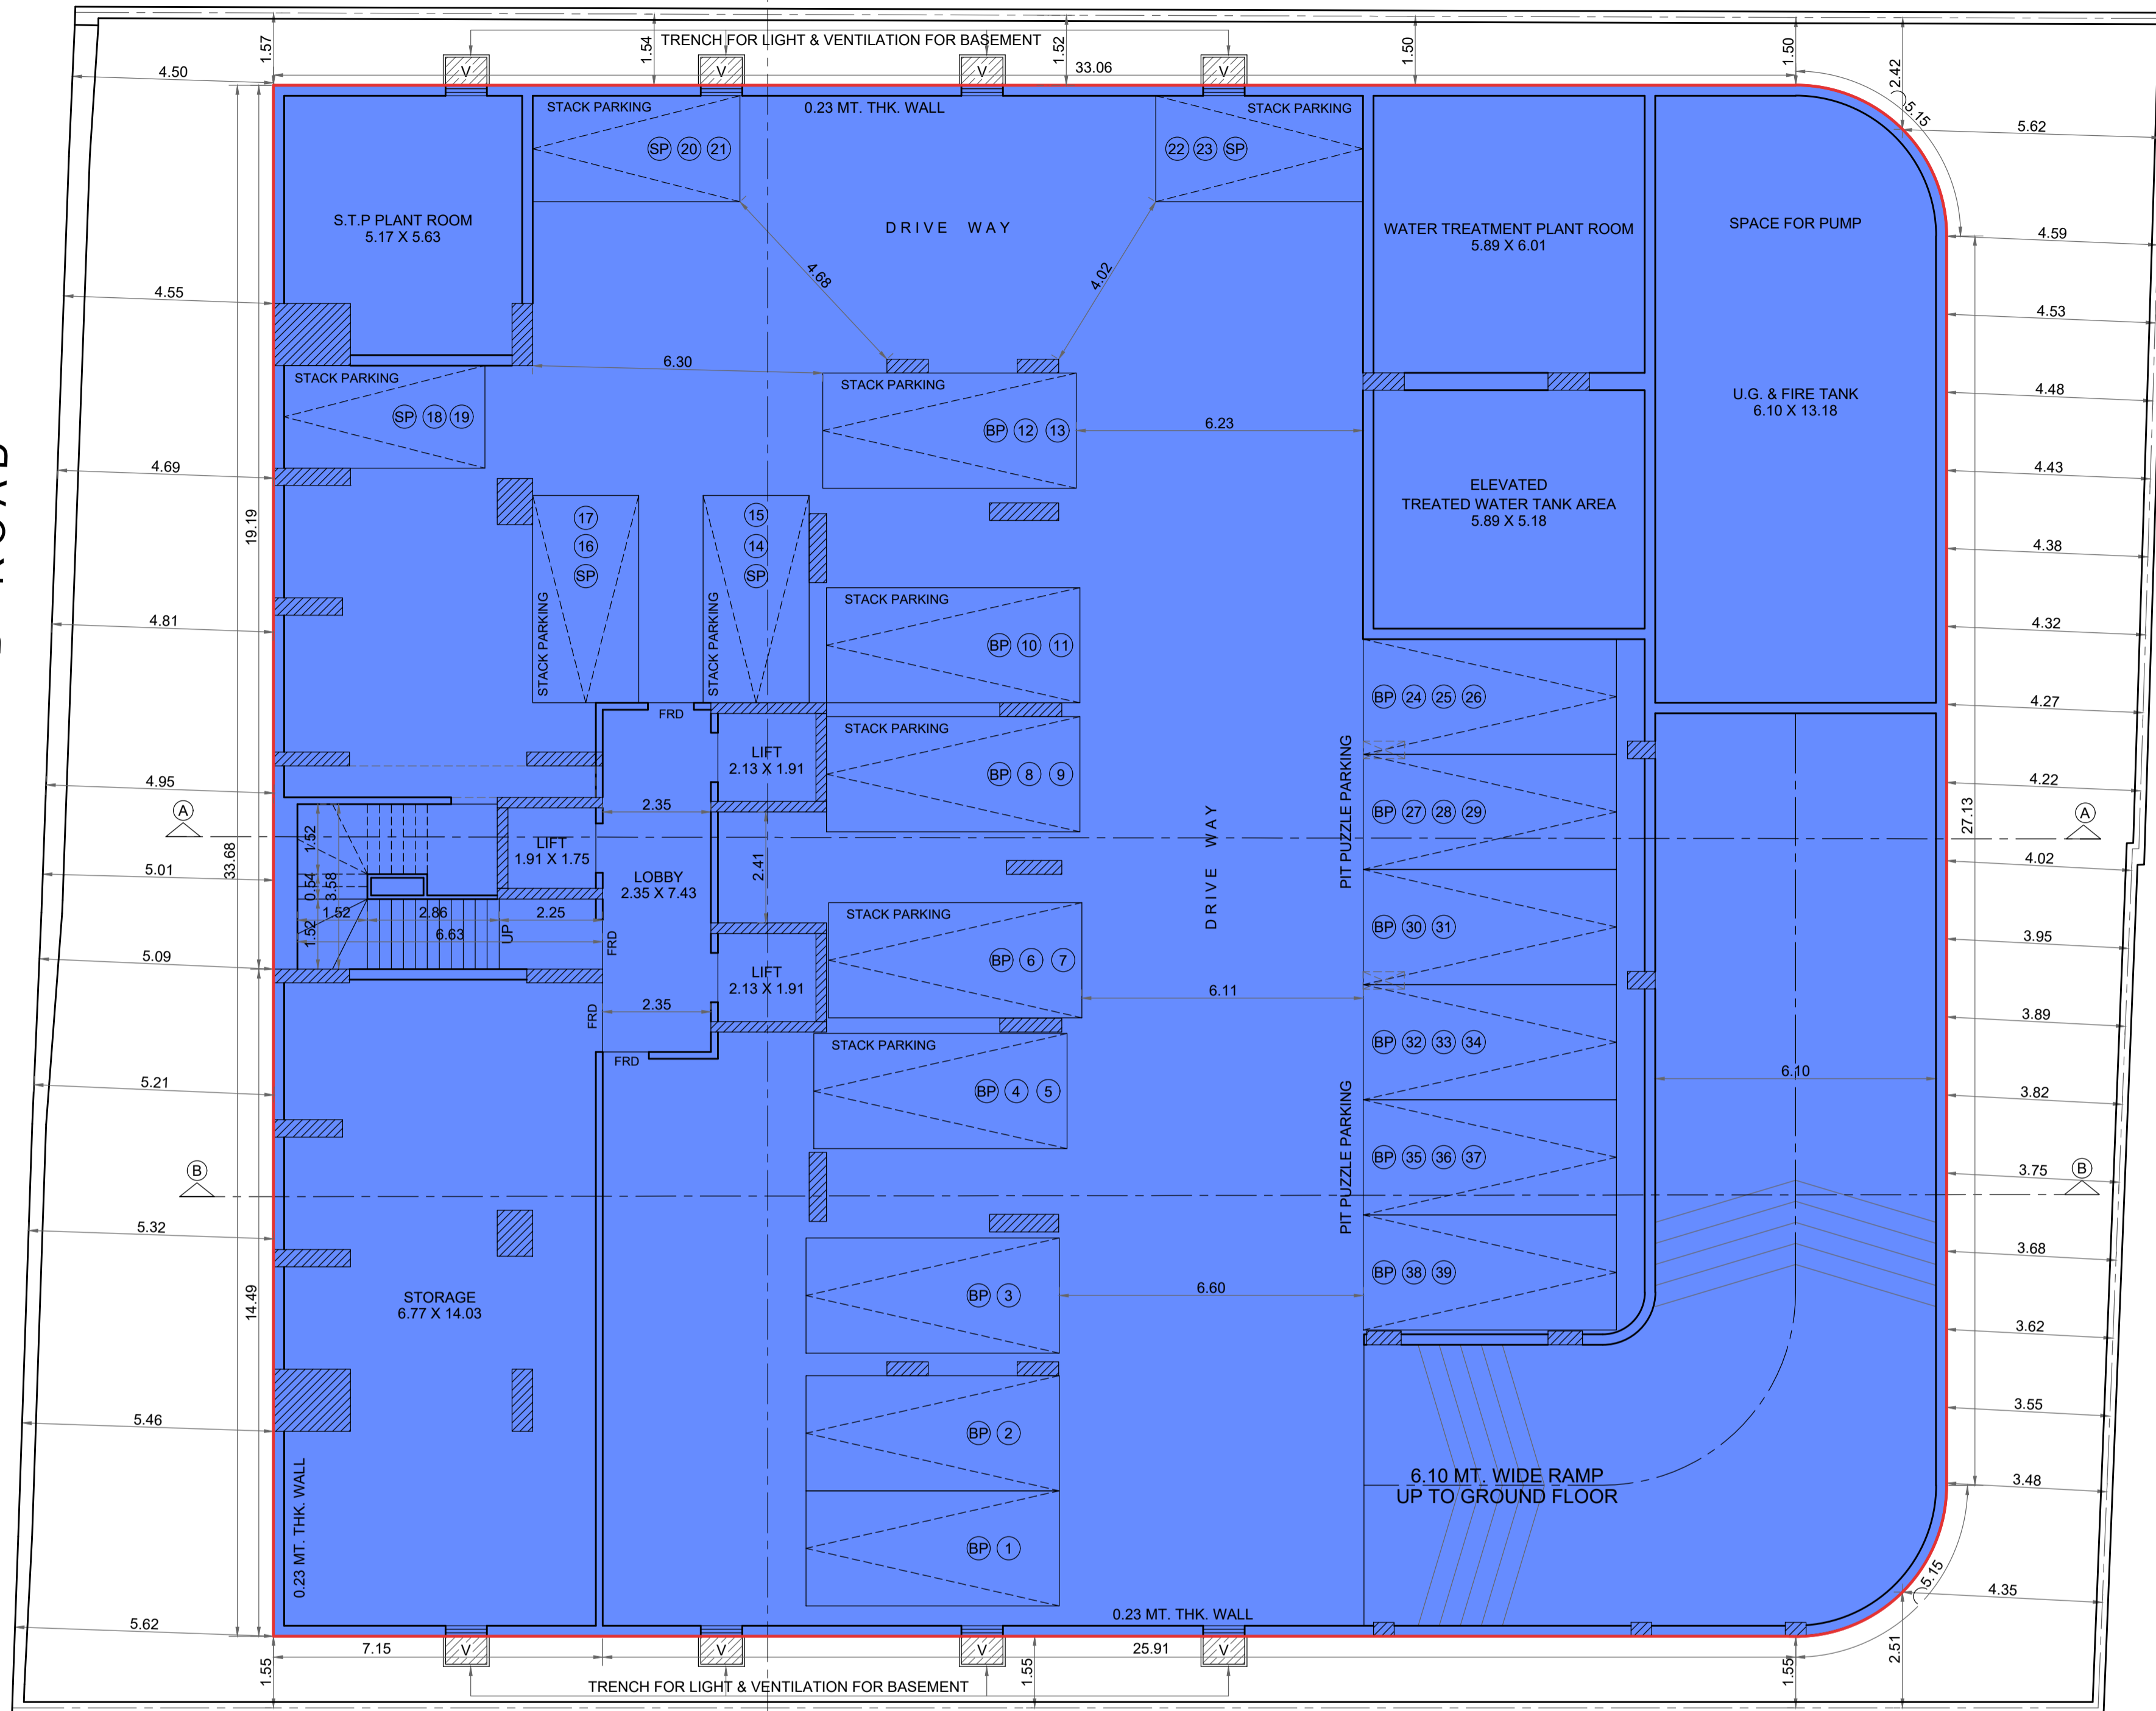 TRENCH FOR LIGHT & VENTILATION FOR BASEMENT
1.57
1.54
1.52
1.50
1.50
2.42
4.50
V
V
V
V
33.06
5.15
5.62
STACK PARKING
0.23 MT. THK. WALL
STACK PARKING
SP 20 21
22 23 SP
S.T.P PLANT ROOM
5.17 X 5.63
DRIVE WAY
WATER TREATMENT PLANT ROOM
5.89 X 6.01
SPACE FOR PUMP
4.59
4.68
4.02
4.55
4.53
6.30
STACK PARKING
SP 18 19
STACK PARKING
BP 12 13
6.23
U.G. & FIRE TANK
6.10 X 13.18
4.48
4.69
4.43
ROAD
19.19
ELEVATED
TREATED WATER TANK AREA
5.89 X 5.18
17
16
SP
STACK PARKING
15
14
SP
STACK PARKING
4.38
4.81
STACK PARKING
BP 10 11
4.32
BP 24 25 26
FRD
STACK PARKING
4.27
LIFT
2.13 X 1.91
BP 8 9
PIT PUZZLE PARKING
4.95
4.22
27.13
A
2.35
BP 27 28 29
DRIVE WAY
A
33.68
1.52
0.54
3.58
1.52
LIFT
1.91 X 1.75
LOBBY
2.35 X 7.43
2.41
4.02
5.01
1.52
2.86
2.25
6.63
UP
FRD
STACK PARKING
BP 30 31
3.95
5.09
BP 6 7
LIFT
2.13 X 1.91
6.11
FRD
2.35
3.89
STACK PARKING
BP 32 33 34
FRD
5.21
BP 4 5
6.10
3.82
PIT PUZZLE PARKING
BP 35 36 37
B
3.75
B
5.32
3.68
BP 38 39
14.49
STORAGE
6.77 X 14.03
BP 3
6.60
3.62
5.46
3.55
BP 2
6.10 MT. WIDE RAMP
UP TO GROUND FLOOR
3.48
0.23 MT. THK. WALL
BP 1
5.15
4.35
5.62
0.23 MT. THK. WALL
1.55
7.15
V
V
V
V
25.91
1.55
1.55
2.51
TRENCH FOR LIGHT & VENTILATION FOR BASEMENT